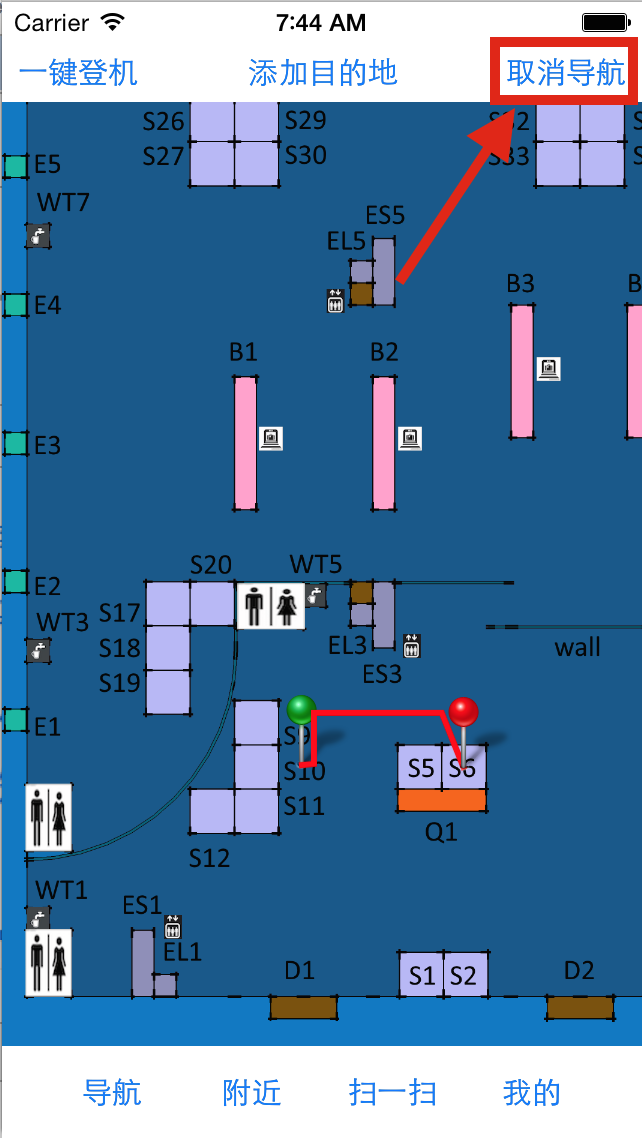 Carrier 7:44 AM
一键登机 添加目的地 取消导航
S26 S29
S27 S30 S33
E5
WT7
ES5
EL5
B3
E4
B1 B2
E3
S20 WT5
E2
S17
WT3
S18 EL3 wall
S19 ES3
E1
S9
S10 S5 S6
S11
Q1
S12
WT1
ES1
EL1
D1 S1 S2 D2
导航 附近 扫一扫 我的